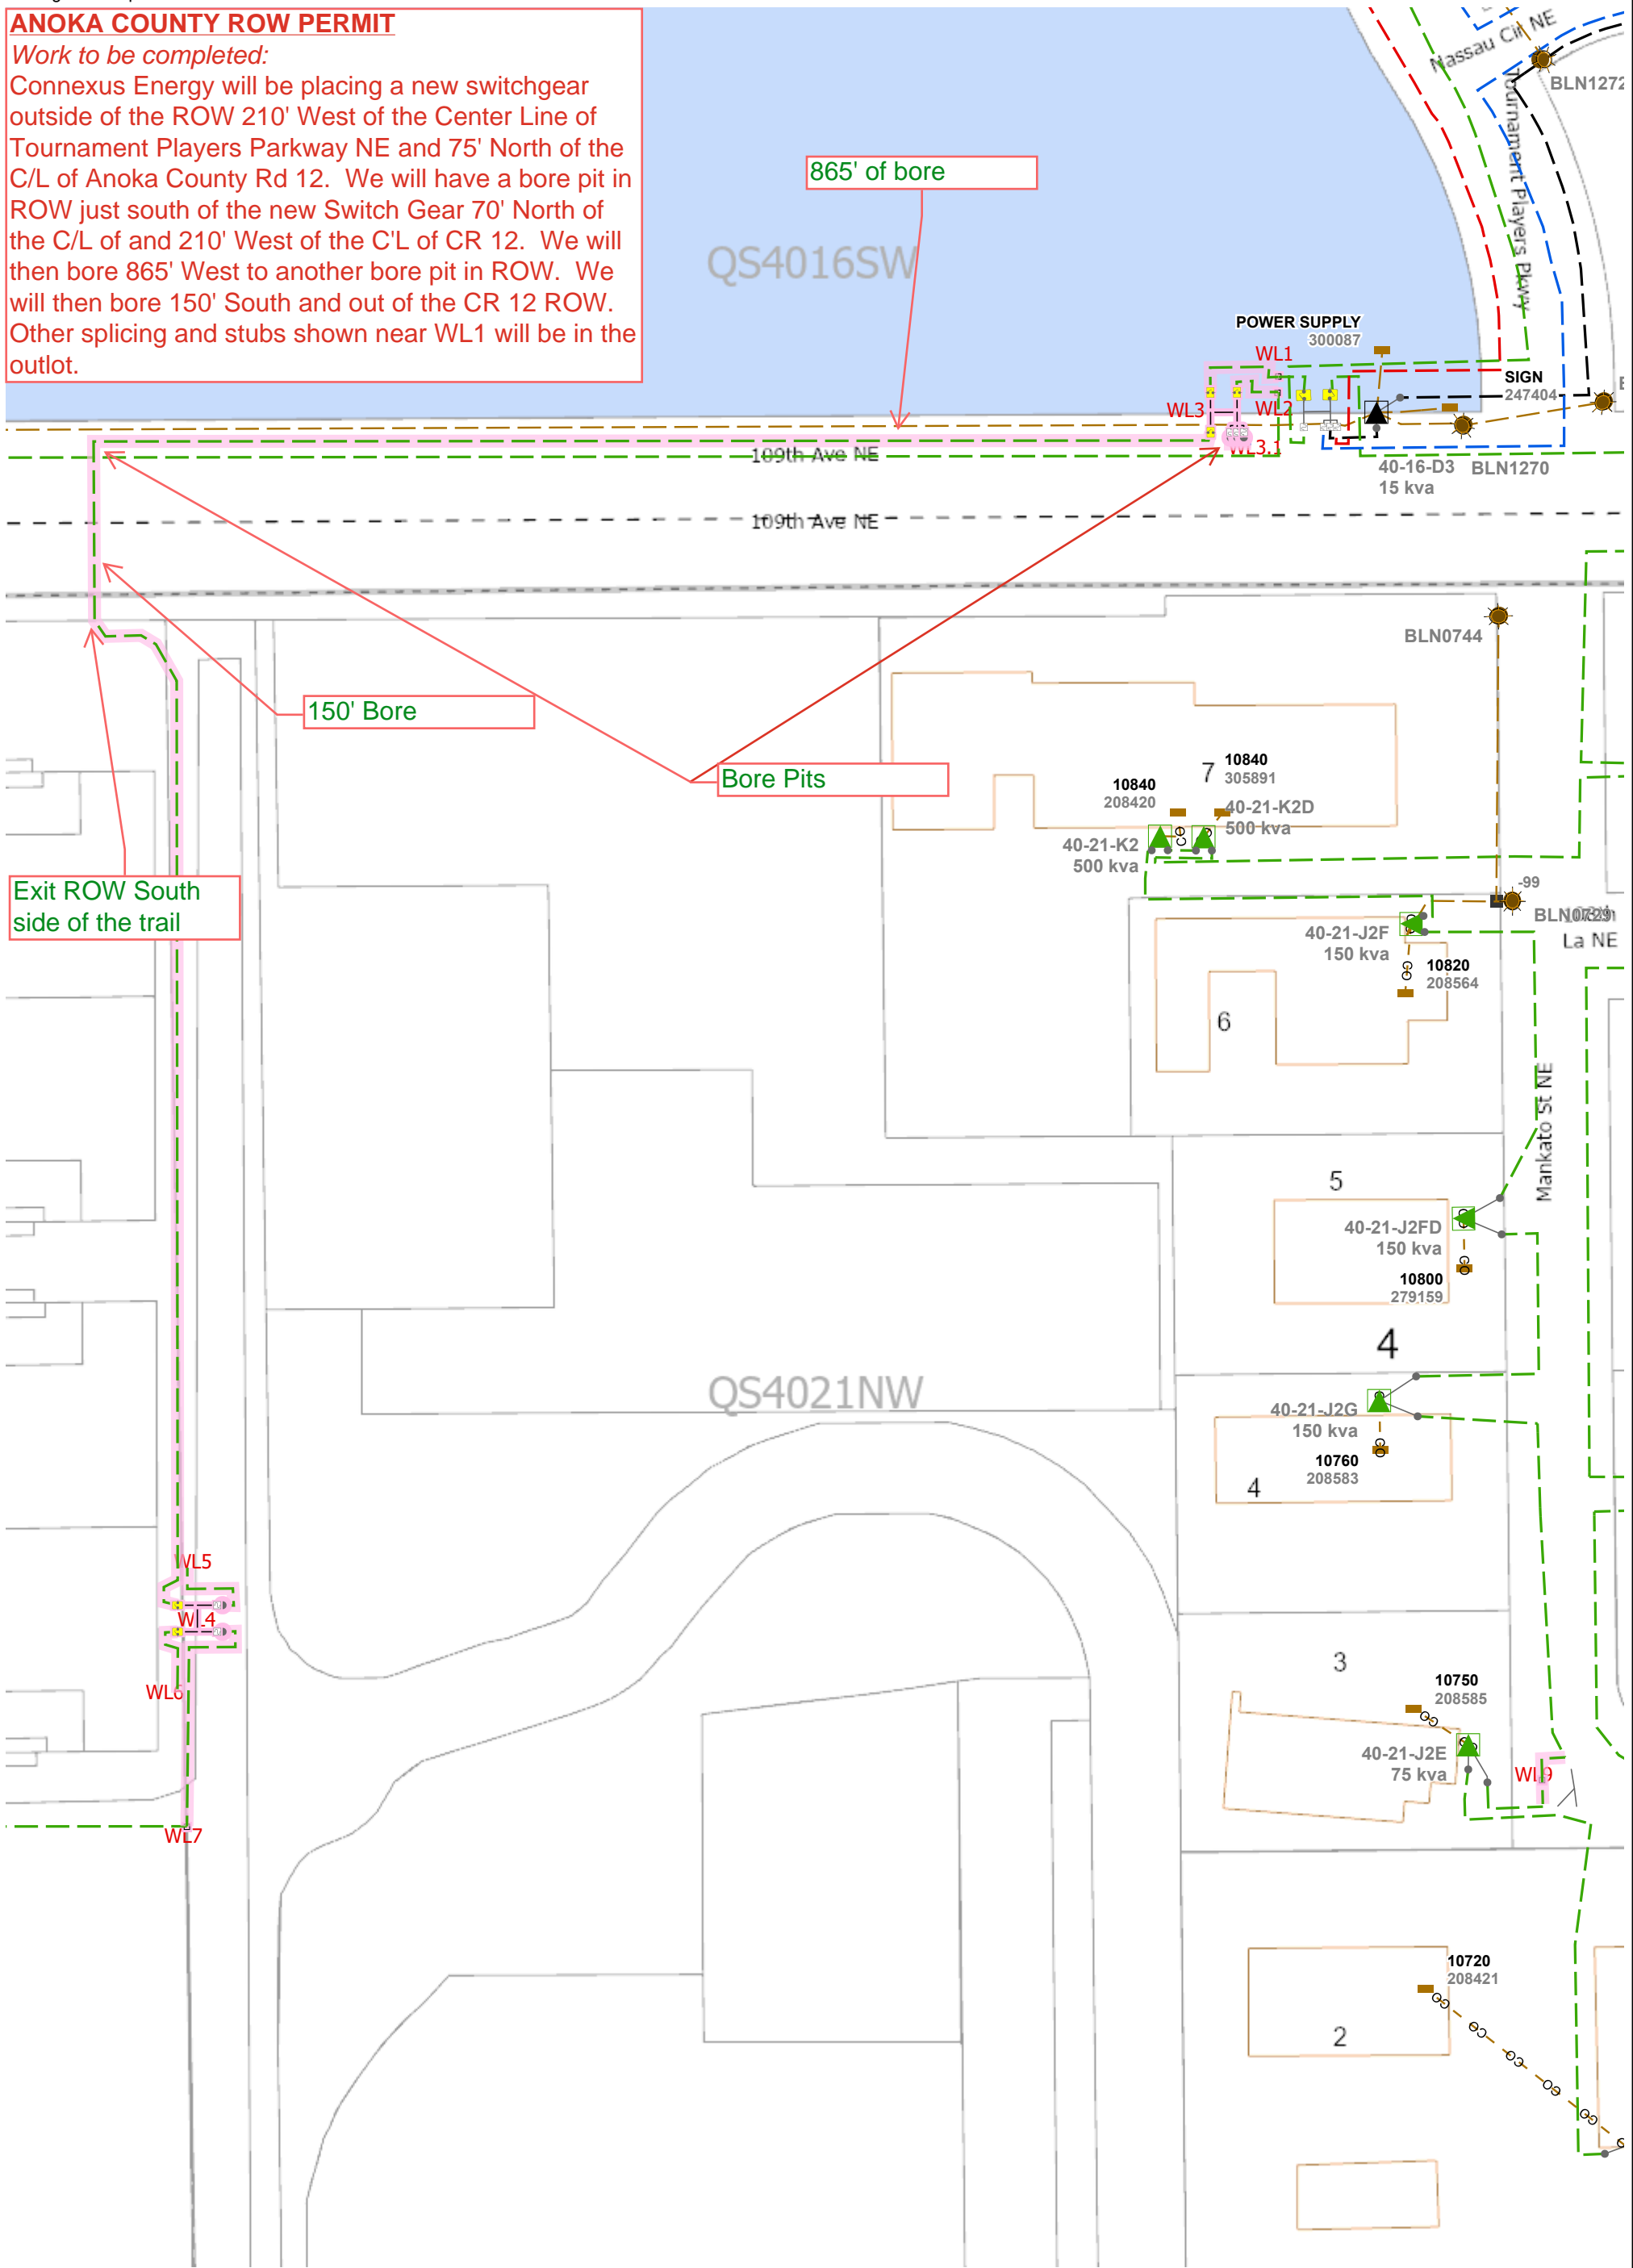 ANOKA COUNTY ROW PERMIT
Work to be completed:
Connexus Energy will be placing a new switchgear
outside of the ROW 210' West of the Center Line of
Tournament Players Parkway NE and 75' North of the
C/L of Anoka County Rd 12.  We will have a bore pit in
ROW just south of the new Switch Gear 70' North of
the C/L of and 210' West of the C'L of CR 12.  We will
then bore 865' West to another bore pit in ROW.  We
will then bore 150' South and out of the CR 12 ROW.
Other splicing and stubs shown near WL1 will be in the
outlot.
Nassau Cir NE
BLN1272
Tournament Players Pkwy
865' of bore
QS4016SW
POWER SUPPLY
300087
WL1
SIGN
247404
WL3
WL2
WL3.1
109th Ave NE
40-16-D3
15 kva
BLN1270
109th Ave NE
BLN0744
150' Bore
Bore Pits
7
10840
305891
10840
208420
40-21-K2D
500 kva
40-21-K2
500 kva
Exit ROW South
side of the trail
-99
BLN0729
La NE
40-21-J2F
150 kva
10820
208564
6
Mankato St NE
5
40-21-J2FD
150 kva
10800
279159
4
QS4021NW
40-21-J2G
150 kva
10760
208583
4
WL5
WL4
3
WL6
10750
208585
40-21-J2E
75 kva
WL9
WL7
10720
208421
2